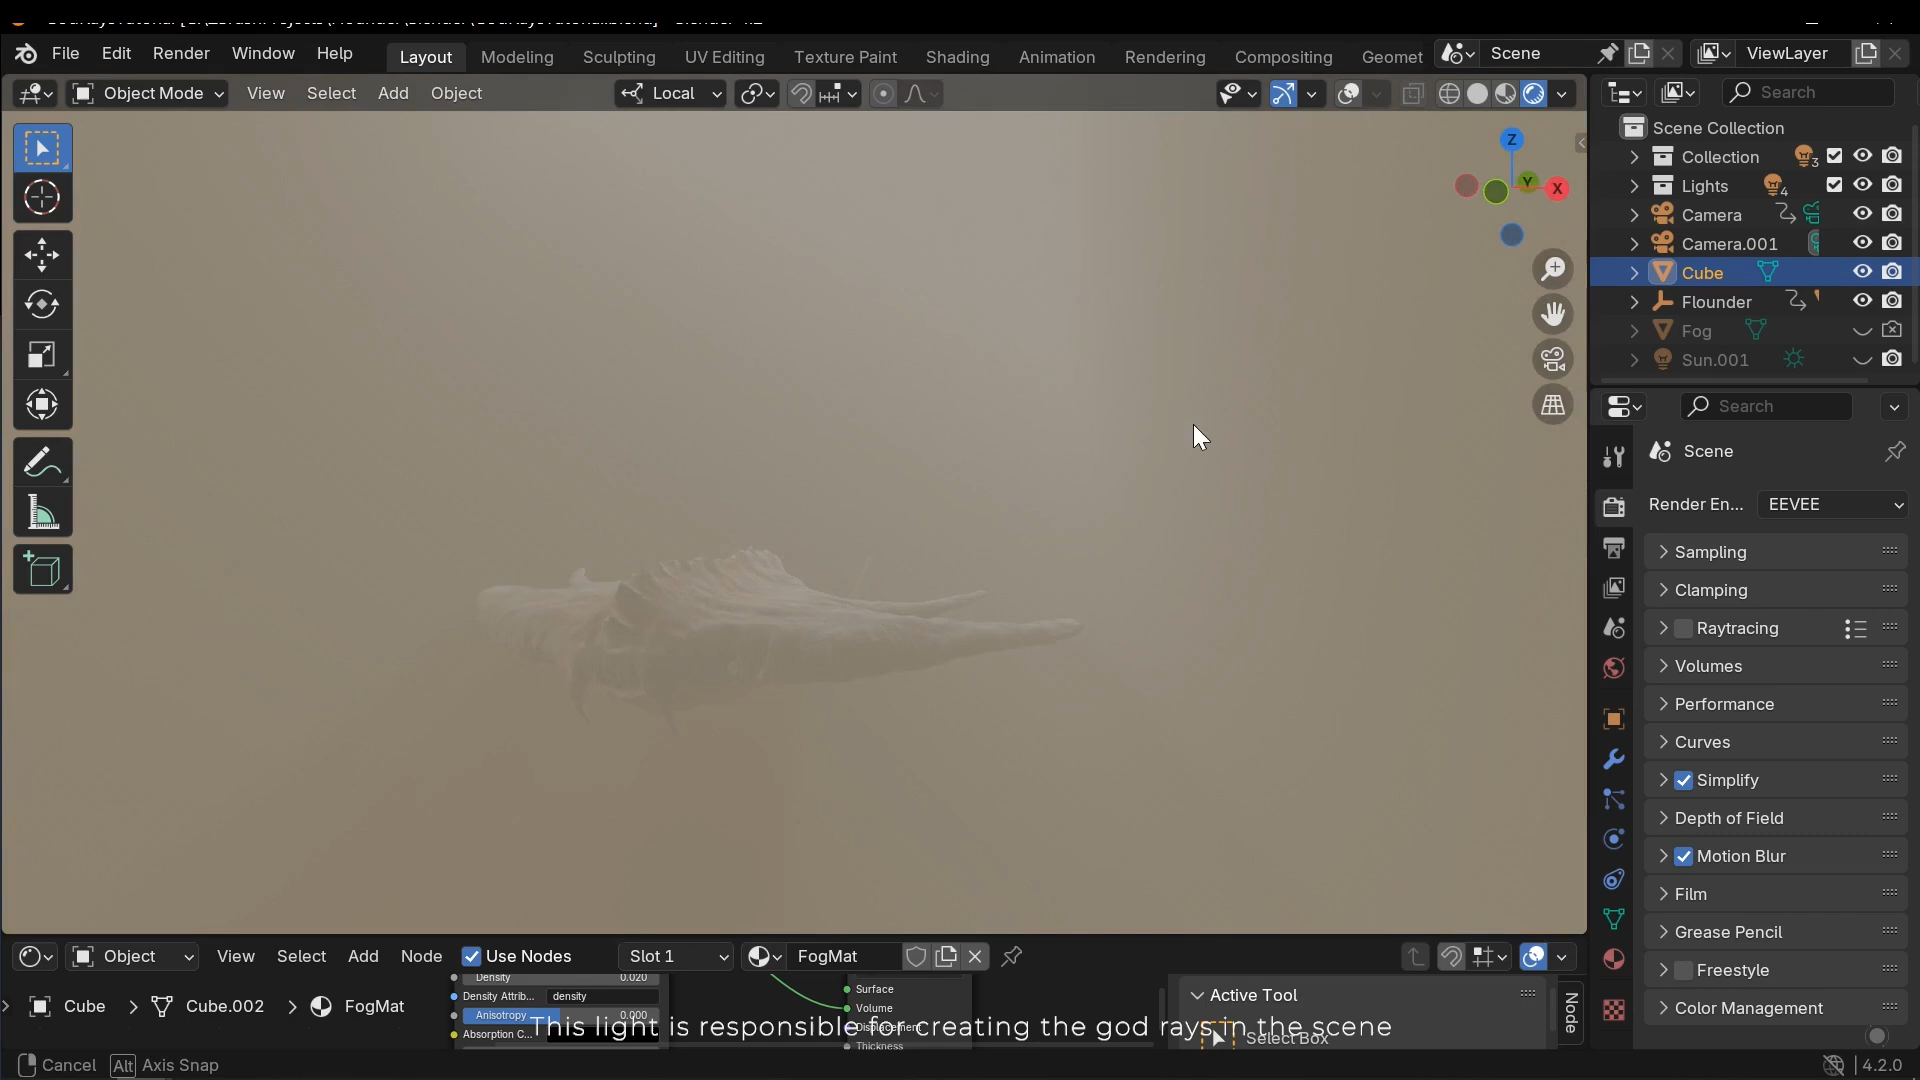 File Edit Render Window Help Layout Modeling Sculpting UV Editing Texture Paint Shading Animation Rendering Compositing Geomet Scene ViewLayer
Object Mode View Select Add Object Local Search
Scene Collection
Collection 3
Lights 4
Camera
Camera.001
Cube
Flounder
Fog
Sun.001
Z
Y
X
Search
Scene
Render En... EEVEE
Sampling
Clamping
Raytracing
Volumes
Performance
Curves
Simplify
Depth of Field
Motion Blur
Film
Grease Pencil
Freestyle
Color Management
Object View Select Add Node Use Nodes Slot 1 FogMat
Cube Cube.002 FogMat
Density 0.020
Density Attrib... density
Anisotropy 0.000
Absorption C...
Surface
Volume
Displacement
Thickness
Active Tool
Select Box
Node
This light is responsible for creating the god rays in the scene
Cancel Alt Axis Snap 4.2.0